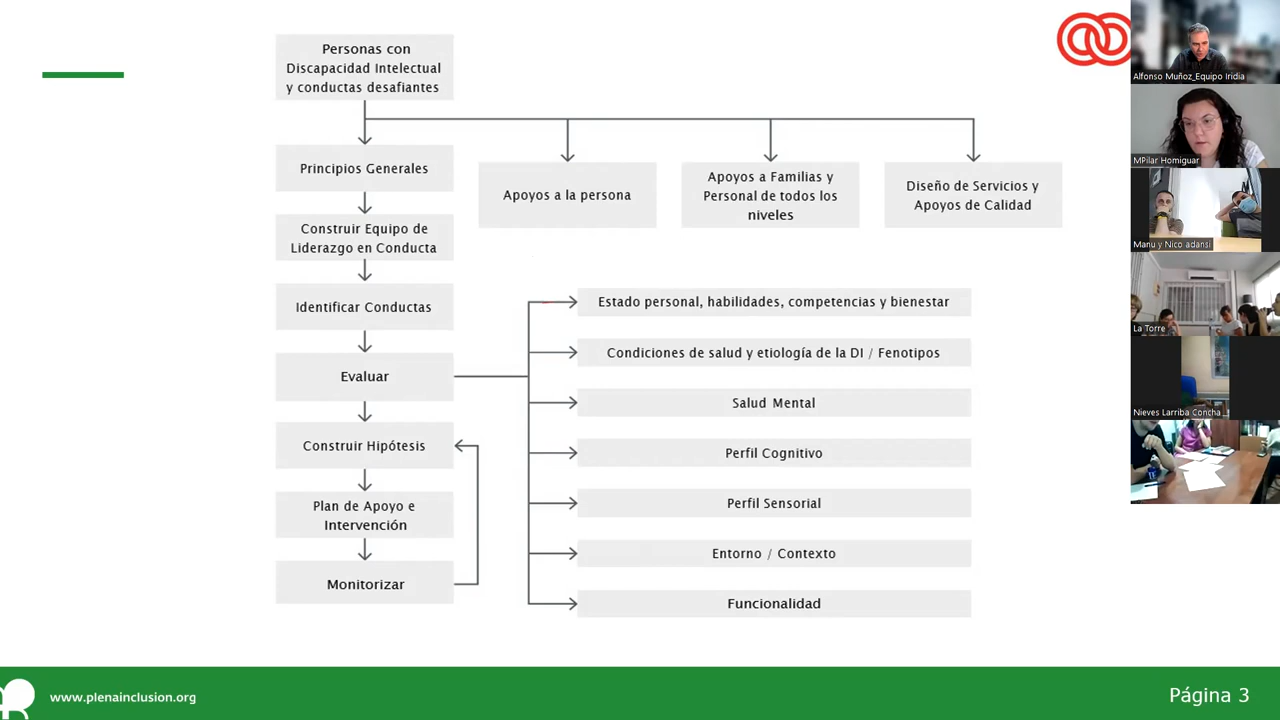 Personas con
Discapacidad Intelectual
y conductas desafiantes
Principios Generales
Apoyos a la persona
Apoyos a Familias y
Personal de todos los
niveles
Diseño de Servicios y
Apoyos de Calidad
Construir Equipo de
Liderazgo en Conducta
Identificar Conductas
Evaluar
Construir Hipótesis
Plan de Apoyo e
Intervención
Monitorizar
Estado personal, habilidades, competencias y bienestar
Condiciones de salud y etiología de la DI / Fenotipos
Salud Mental
Perfil Cognitivo
Perfil Sensorial
Entorno / Contexto
Funcionalidad
Alfonso Muñoz_Equipo Iridia
MPilar Homiguar
Manu y Nico adansi
La Torre
Nieves Larriba Concha
www.plenainclusion.org
Página 3